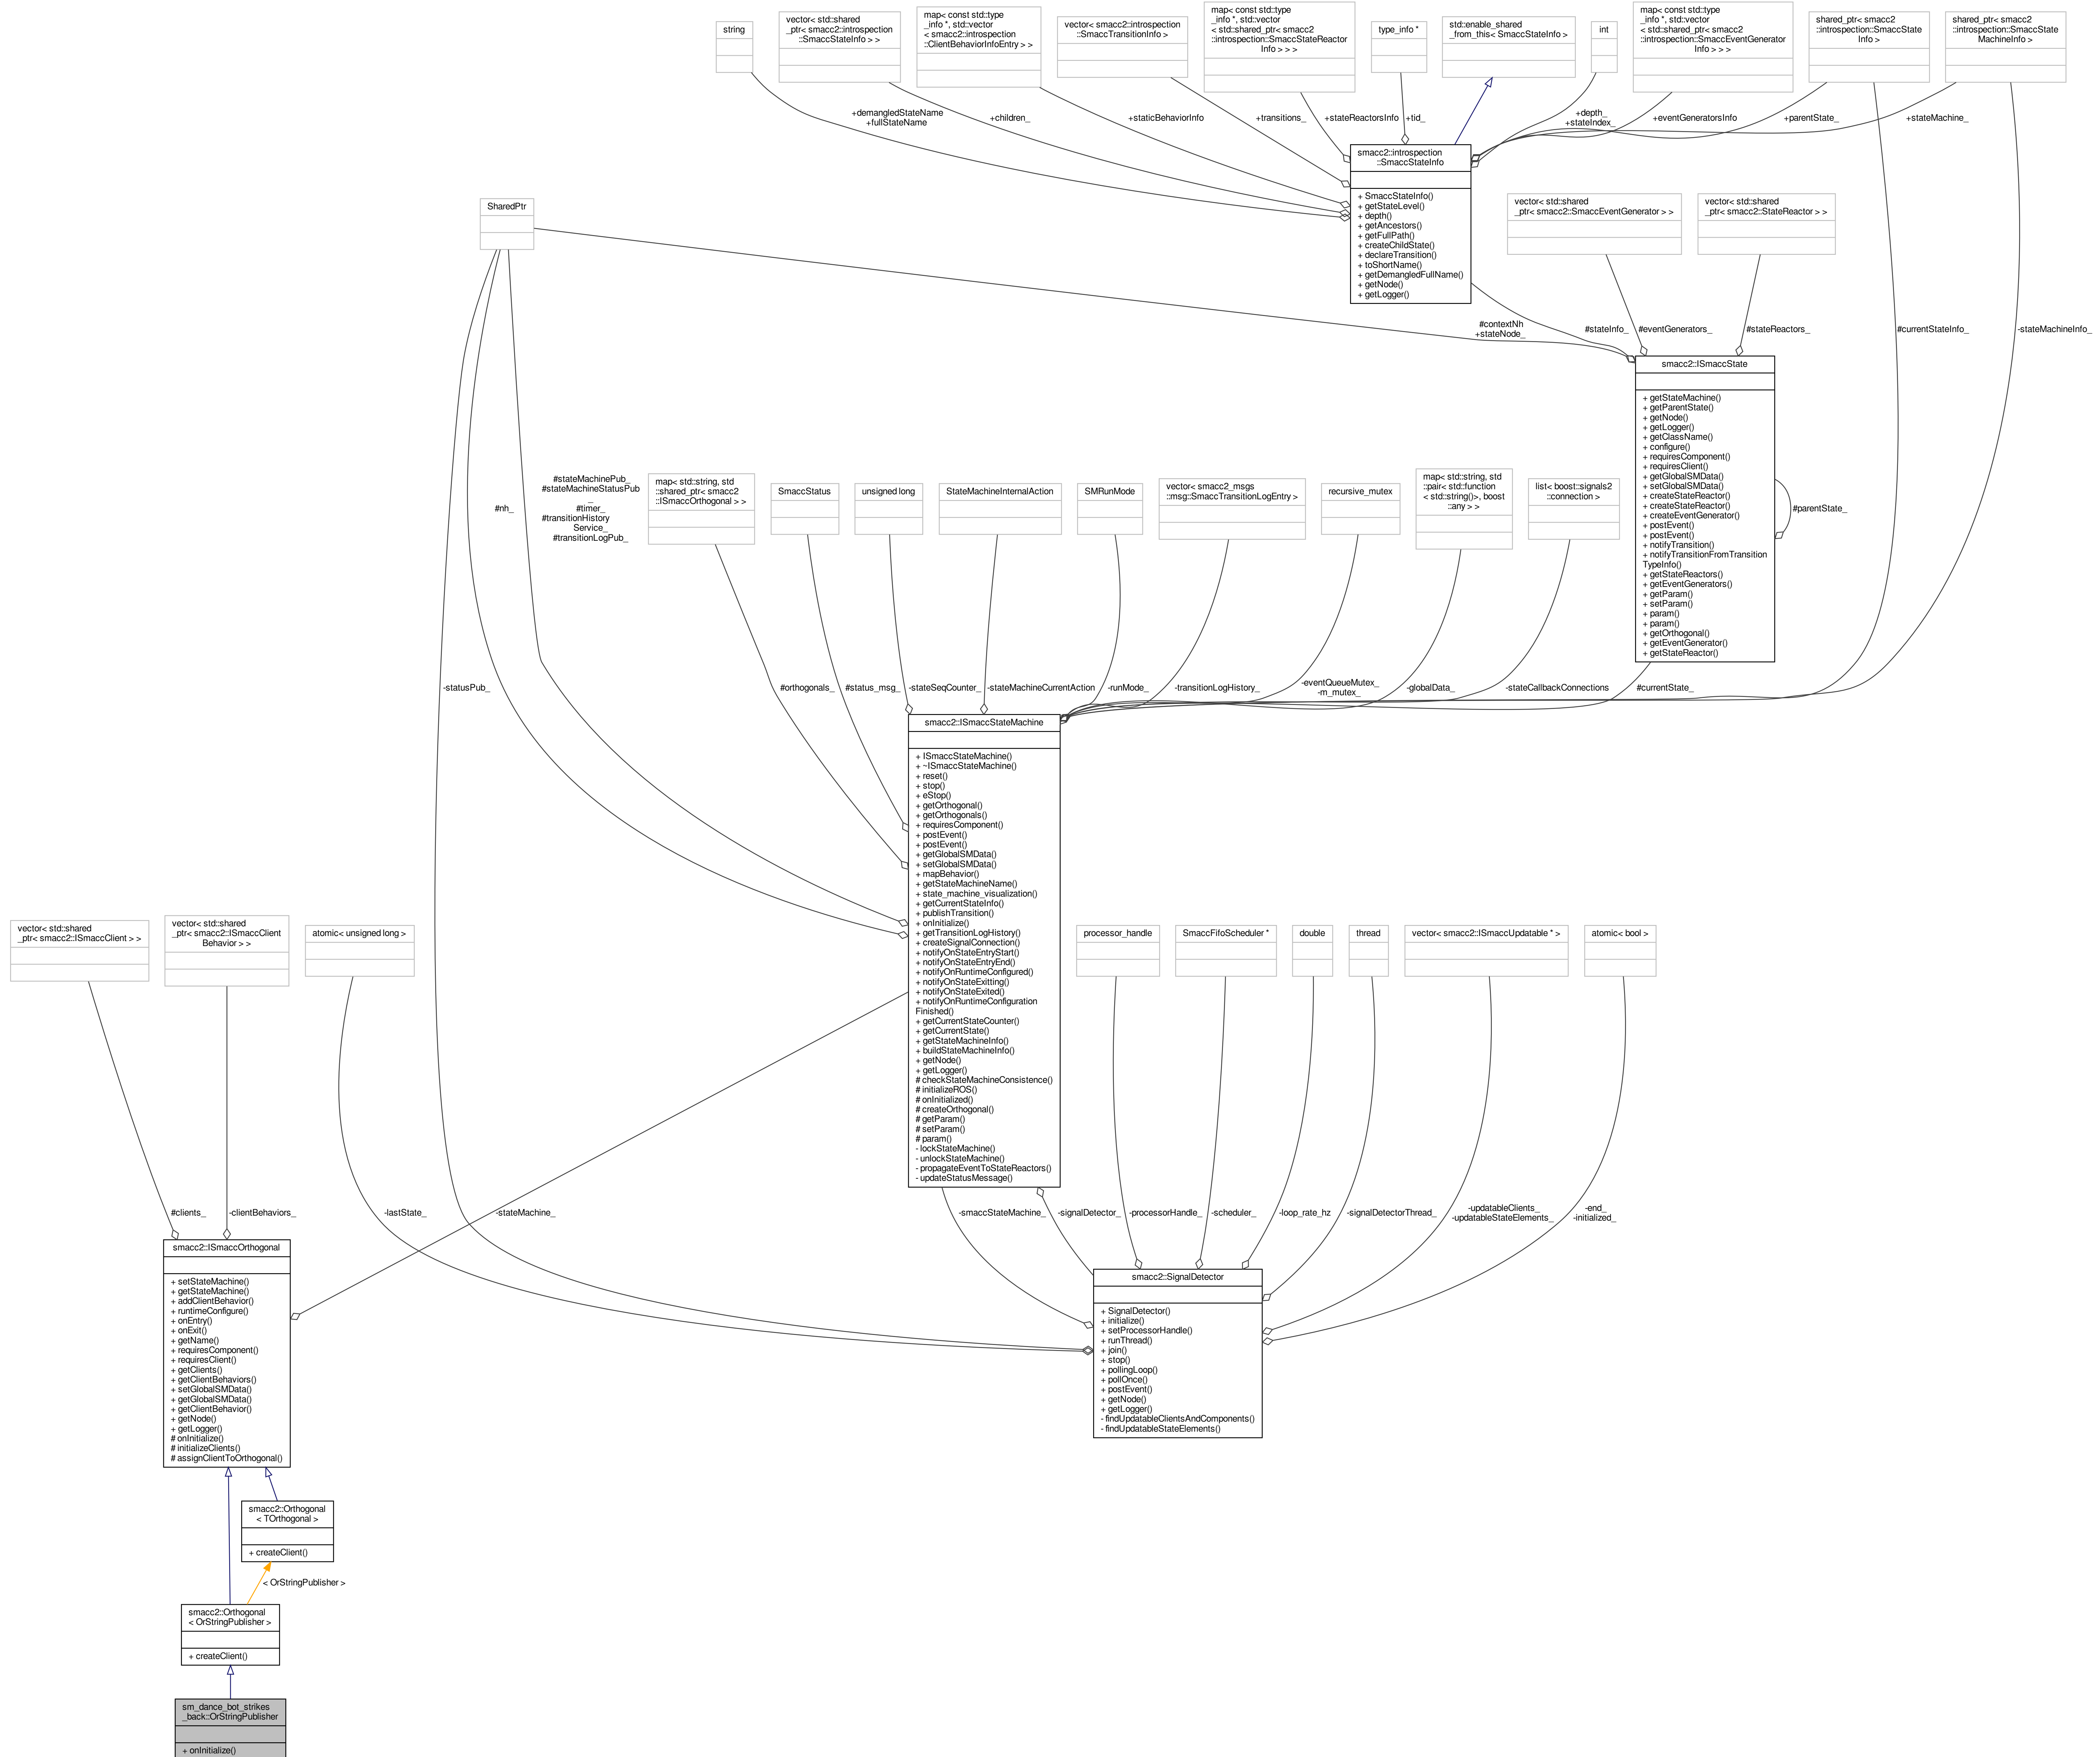 string
vector< std::shared
_ptr< smacc2::introspection
::SmaccStateInfo > >
map< const std::type
_info *, std::vector
< smacc2::introspection
::ClientBehaviorInfoEntry > >
vector< smacc2::introspection
::SmaccTransitionInfo >
map< const std::type
_info *, std::vector
< std::shared_ptr< smacc2
::introspection::SmaccStateReactor
Info > > >
type_info *
std::enable_shared
_from_this< SmaccStateInfo >
int
map< const std::type
_info *, std::vector
< std::shared_ptr< smacc2
::introspection::SmaccEventGenerator
Info > > >
shared_ptr< smacc2
::introspection::SmaccState
Info >
shared_ptr< smacc2
::introspection::SmaccState
MachineInfo >
+demangledStateName
+fullStateName
+children_
+staticBehaviorInfo
+transitions_
+stateReactorsInfo
+tid_
+depth_
+stateIndex_
+eventGeneratorsInfo
+parentState_
+stateMachine_
smacc2::introspection
::SmaccStateInfo
+ SmaccStateInfo()
+ getStateLevel()
+ depth()
+ getAncestors()
+ getFullPath()
+ createChildState()
+ declareTransition()
+ toShortName()
+ getDemangledFullName()
+ getNode()
+ getLogger()
SharedPtr
vector< std::shared
_ptr< smacc2::SmaccEventGenerator > >
vector< std::shared
_ptr< smacc2::StateReactor > >
#contextNh
+stateNode_
#stateInfo_
#eventGenerators_
#stateReactors_
#currentStateInfo_
-stateMachineInfo_
smacc2::ISmaccState
+ getStateMachine()
+ getParentState()
+ getNode()
+ getLogger()
+ getClassName()
+ configure()
+ requiresComponent()
+ requiresClient()
+ getGlobalSMData()
+ setGlobalSMData()
+ createStateReactor()
+ createStateReactor()
+ createEventGenerator()
+ postEvent()
+ postEvent()
+ notifyTransition()
+ notifyTransitionFromTransition
TypeInfo()
+ getStateReactors()
+ getEventGenerators()
+ getParam()
+ setParam()
+ param()
+ param()
+ getOrthogonal()
+ getEventGenerator()
+ getStateReactor()
#parentState_
#nh_
#stateMachinePub_
#stateMachineStatusPub
_
#timer_
#transitionHistory
Service_
#transitionLogPub_
map< std::string, std
::shared_ptr< smacc2
::ISmaccOrthogonal > >
SmaccStatus
unsigned long
StateMachineInternalAction
SMRunMode
vector< smacc2_msgs
::msg::SmaccTransitionLogEntry >
recursive_mutex
map< std::string, std
::pair< std::function
< std::string()>, boost
::any > >
list< boost::signals2
::connection >
-statusPub_
#orthogonals_
#status_msg_
-stateSeqCounter_
-stateMachineCurrentAction
-runMode_
-transitionLogHistory_
-eventQueueMutex_
-m_mutex_
-globalData_
-stateCallbackConnections
#currentState_
smacc2::ISmaccStateMachine
+ ISmaccStateMachine()
+ ~ISmaccStateMachine()
+ reset()
+ stop()
+ eStop()
+ getOrthogonal()
+ getOrthogonals()
+ requiresComponent()
+ postEvent()
+ postEvent()
+ getGlobalSMData()
+ setGlobalSMData()
+ mapBehavior()
+ getStateMachineName()
+ state_machine_visualization()
+ getCurrentStateInfo()
+ publishTransition()
+ onInitialize()
+ getTransitionLogHistory()
+ createSignalConnection()
+ notifyOnStateEntryStart()
+ notifyOnStateEntryEnd()
+ notifyOnRuntimeConfigured()
+ notifyOnStateExitting()
+ notifyOnStateExited()
+ notifyOnRuntimeConfiguration
Finished()
+ getCurrentStateCounter()
+ getCurrentState()
+ getStateMachineInfo()
+ buildStateMachineInfo()
+ getNode()
+ getLogger()
# checkStateMachineConsistence()
# initializeROS()
# onInitialized()
# createOrthogonal()
# getParam()
# setParam()
# param()
- lockStateMachine()
- unlockStateMachine()
- propagateEventToStateReactors()
- updateStatusMessage()
vector< std::shared
_ptr< smacc2::ISmaccClient > >
vector< std::shared
_ptr< smacc2::ISmaccClient
Behavior > >
atomic< unsigned long >
processor_handle
SmaccFifoScheduler *
double
thread
vector< smacc2::ISmaccUpdatable * >
atomic< bool >
#clients_
-clientBehaviors_
-lastState_
-stateMachine_
-smaccStateMachine_
-signalDetector_
-processorHandle_
-scheduler_
-loop_rate_hz
-signalDetectorThread_
-updatableClients_
-updatableStateElements_
-end_
-initialized_
smacc2::ISmaccOrthogonal
+ setStateMachine()
+ getStateMachine()
+ addClientBehavior()
+ runtimeConfigure()
+ onEntry()
+ onExit()
+ getName()
+ requiresComponent()
+ requiresClient()
+ getClients()
+ getClientBehaviors()
+ setGlobalSMData()
+ getGlobalSMData()
+ getClientBehavior()
+ getNode()
+ getLogger()
# onInitialize()
# initializeClients()
# assignClientToOrthogonal()
smacc2::SignalDetector
+ SignalDetector()
+ initialize()
+ setProcessorHandle()
+ runThread()
+ join()
+ stop()
+ pollingLoop()
+ pollOnce()
+ postEvent()
+ getNode()
+ getLogger()
- findUpdatableClientsAndComponents()
- findUpdatableStateElements()
smacc2::Orthogonal
< TOrthogonal >
+ createClient()
< OrStringPublisher >
smacc2::Orthogonal
< OrStringPublisher >
+ createClient()
sm_dance_bot_strikes
_back::OrStringPublisher
+ onInitialize()